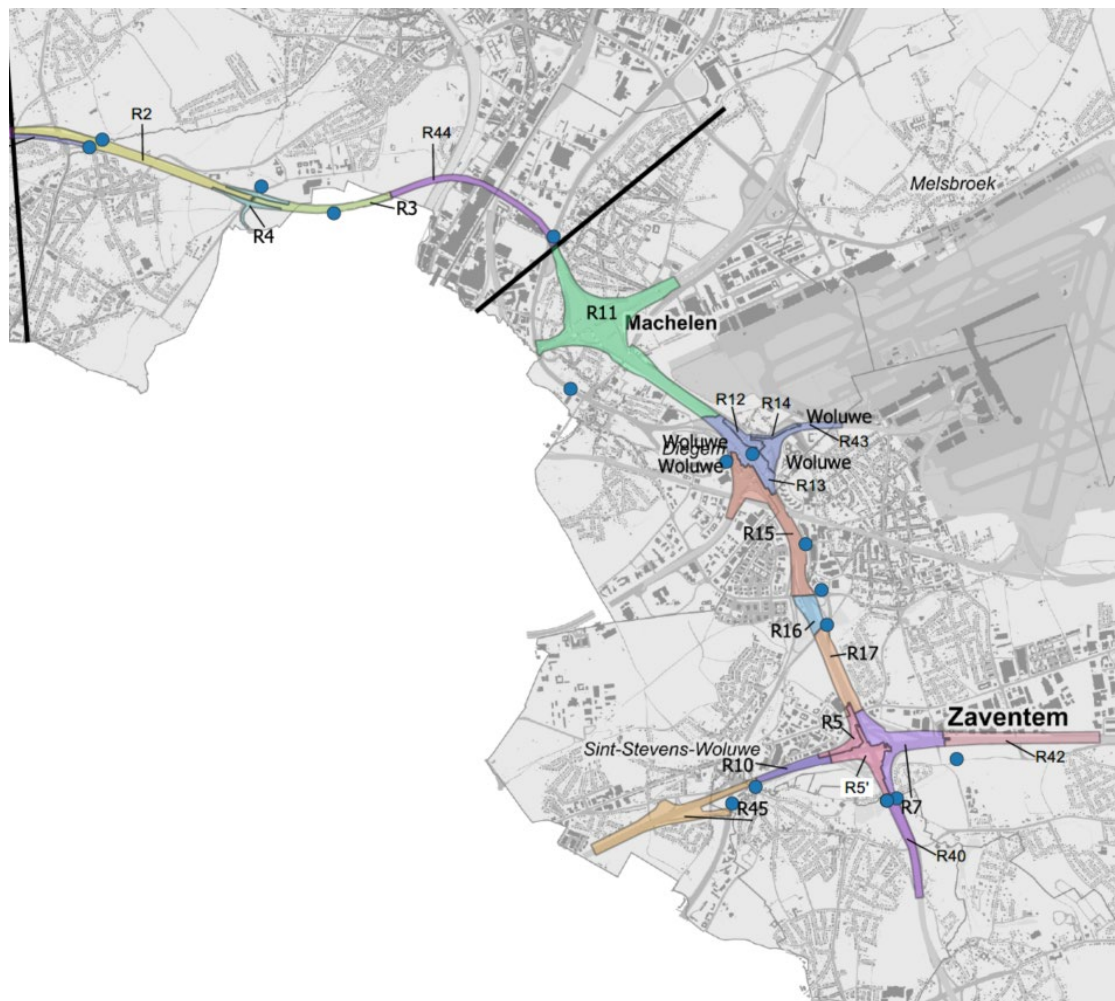 R2
R44
Melsbroek
R3
R4
R11
Machelen
R12
R14
Woluwe
R43
Woluwe
Diegem
Woluwe
Woluwe
R13
R15
R16
R17
Zaventem
R5
Sint-Stevens-Woluwe
R42
R10
R5'
R45
R7
R40